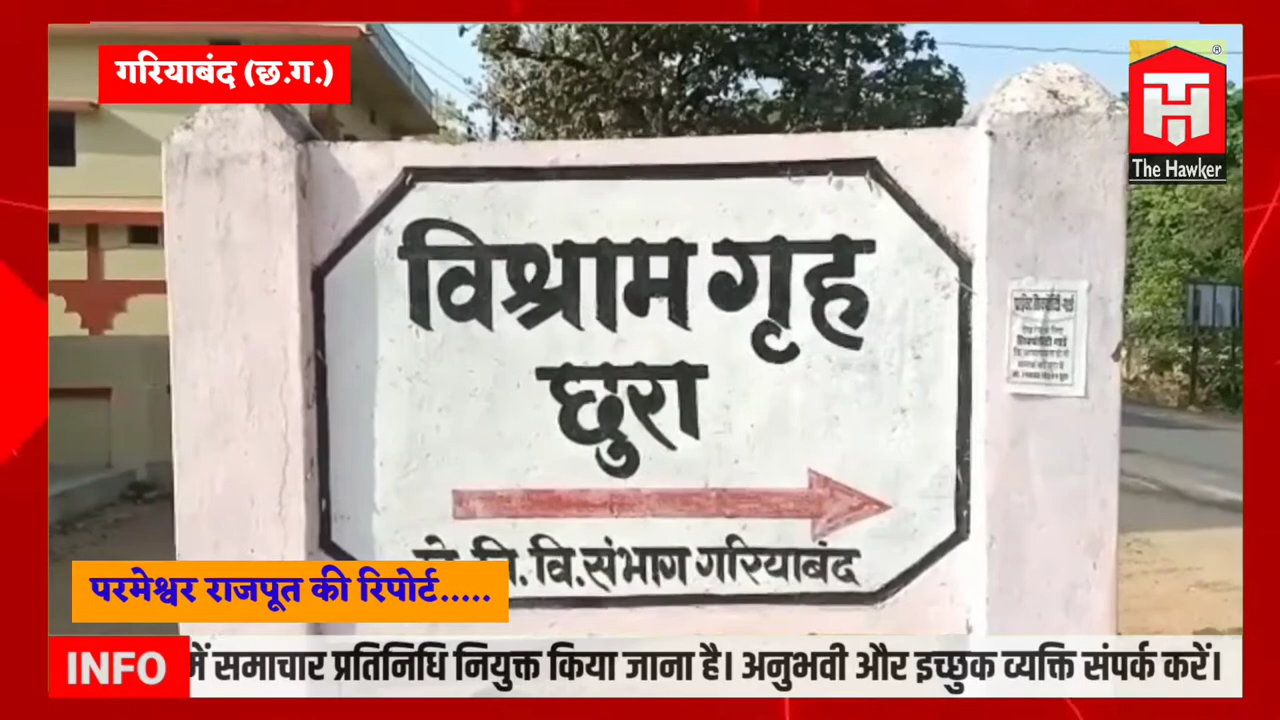 गरियाबंद (छ.ग.)
The Hawker
®
विश्राम गृह
छुरा
वि.संभाग गरियाबंद
परमेश्वर राजपूत की रिपोर्ट.....
INFO
में समाचार प्रतिनिधि नियुक्त किया जाना है। अनुभवी और इच्छुक व्यक्ति संपर्क करें।